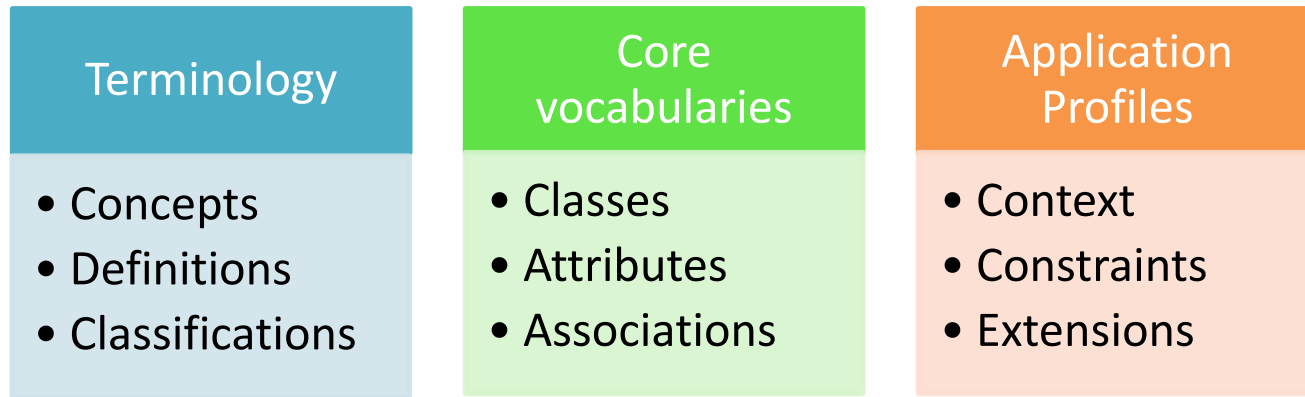 Terminology
• Concepts
• Definitions
• Classifications
Core
vocabularies
• Classes
• Attributes
• Associations
Application
Profiles
• Context
• Constraints
• Extensions